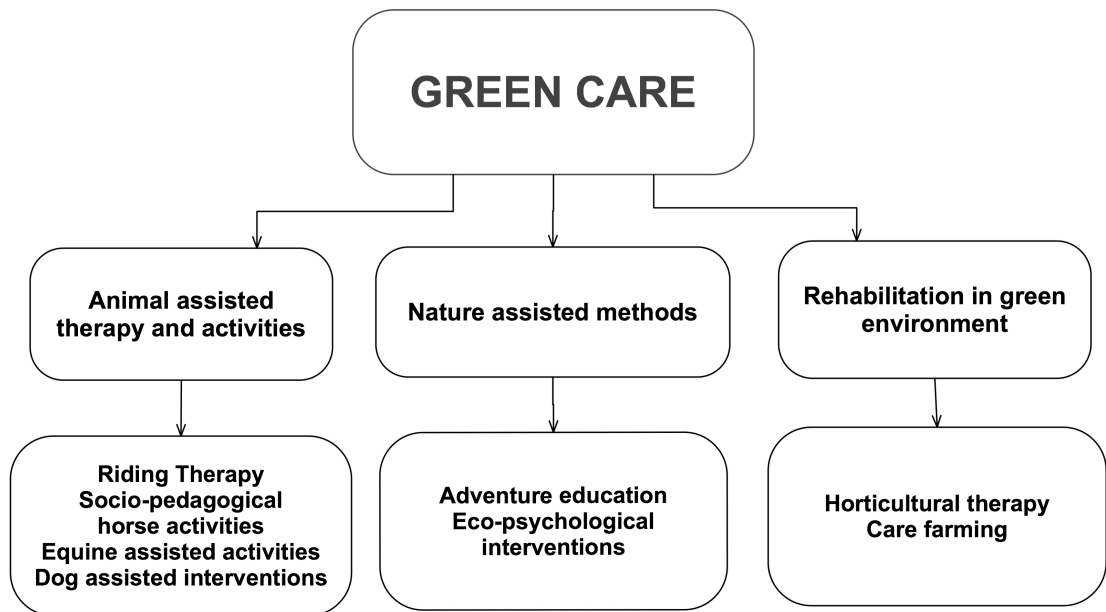 GREEN CARE
Animal assisted
therapy and activities
Nature assisted methods
Rehabilitation in green
environment
Riding Therapy
Socio-pedagogical
horse activities
Equine assisted activities
Dog assisted interventions
Adventure education
Eco-psychological
interventions
Horticultural therapy
Care farming